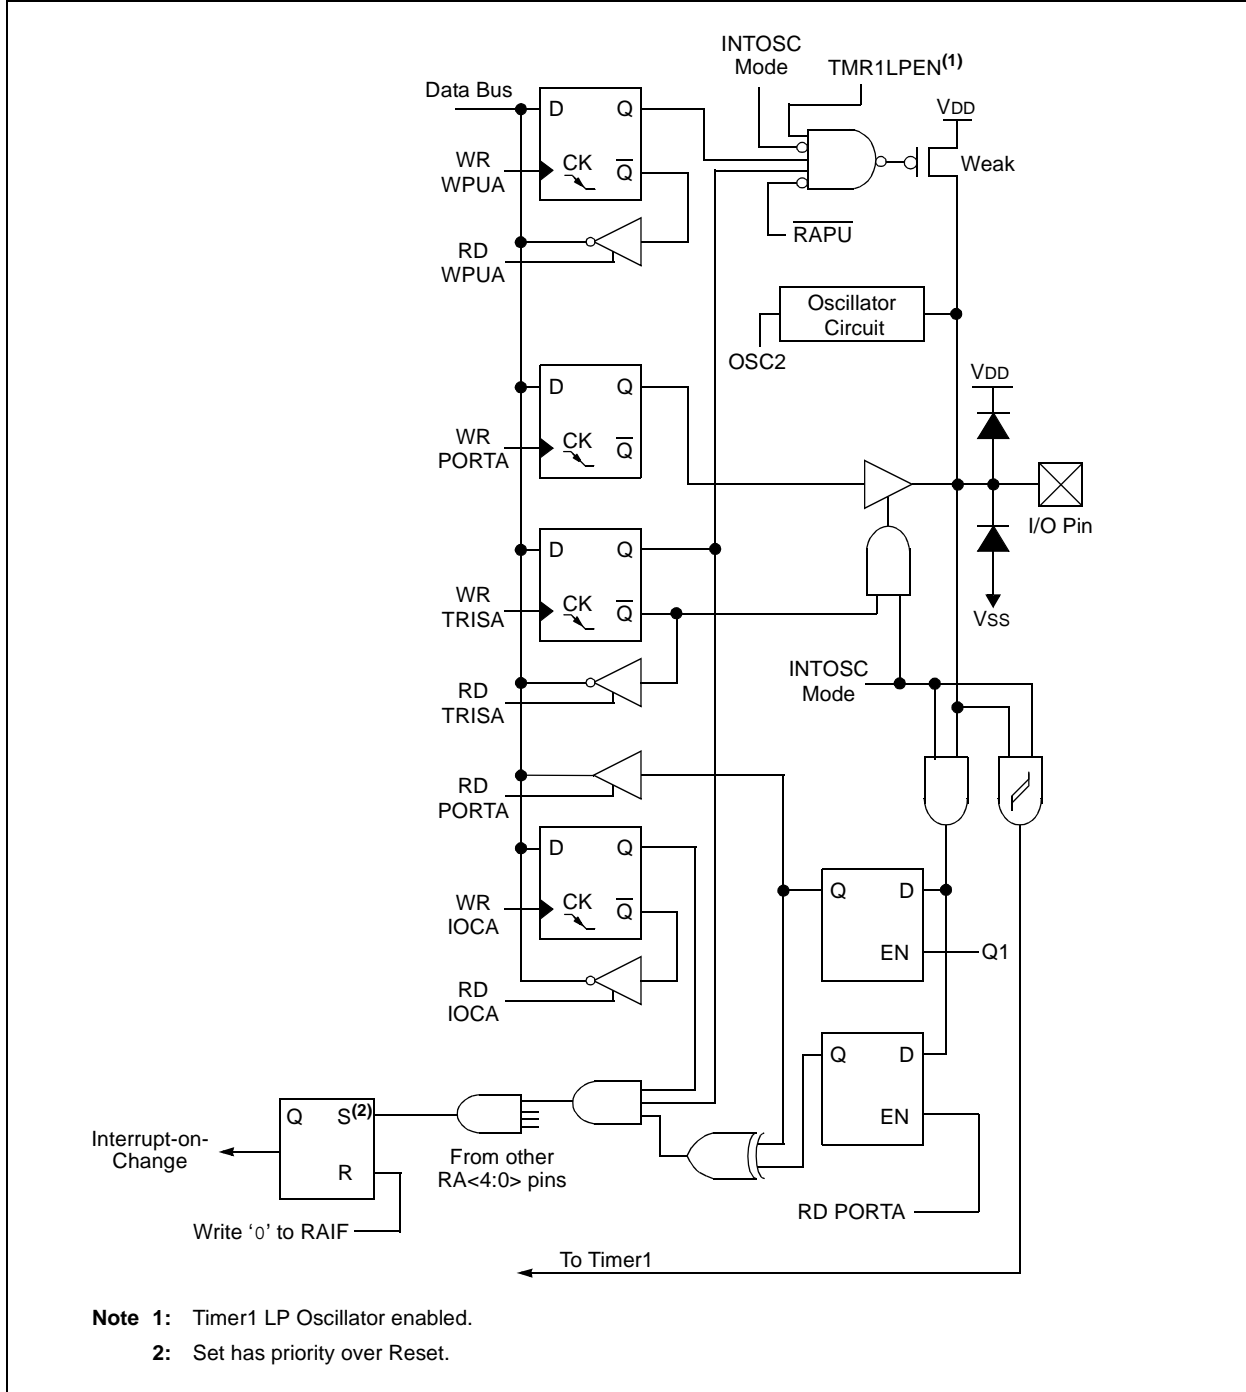 INTOSC
Mode
TMR1LPEN(1)
Data Bus
VDD
D Q
WR
WPUA
CK
Q̅
Weak
R̅A̅P̅U̅
RD
WPUA
Oscillator
Circuit
OSC2
VDD
D Q
WR
PORTA
CK
Q̅
I/O Pin
D Q
WR
TRISA
CK
Q̅
VSS
INTOSC
Mode
RD
TRISA
RD
PORTA
D Q
WR
IOCA
CK
Q̅
Q D
EN
Q1
RD
IOCA
Q D
EN
Q S(2)
R
Interrupt-on-
Change
From other
RA<4:0> pins
RD PORTA
Write ‘0’ to RAIF
To Timer1
Note 1: Timer1 LP Oscillator enabled.
2: Set has priority over Reset.